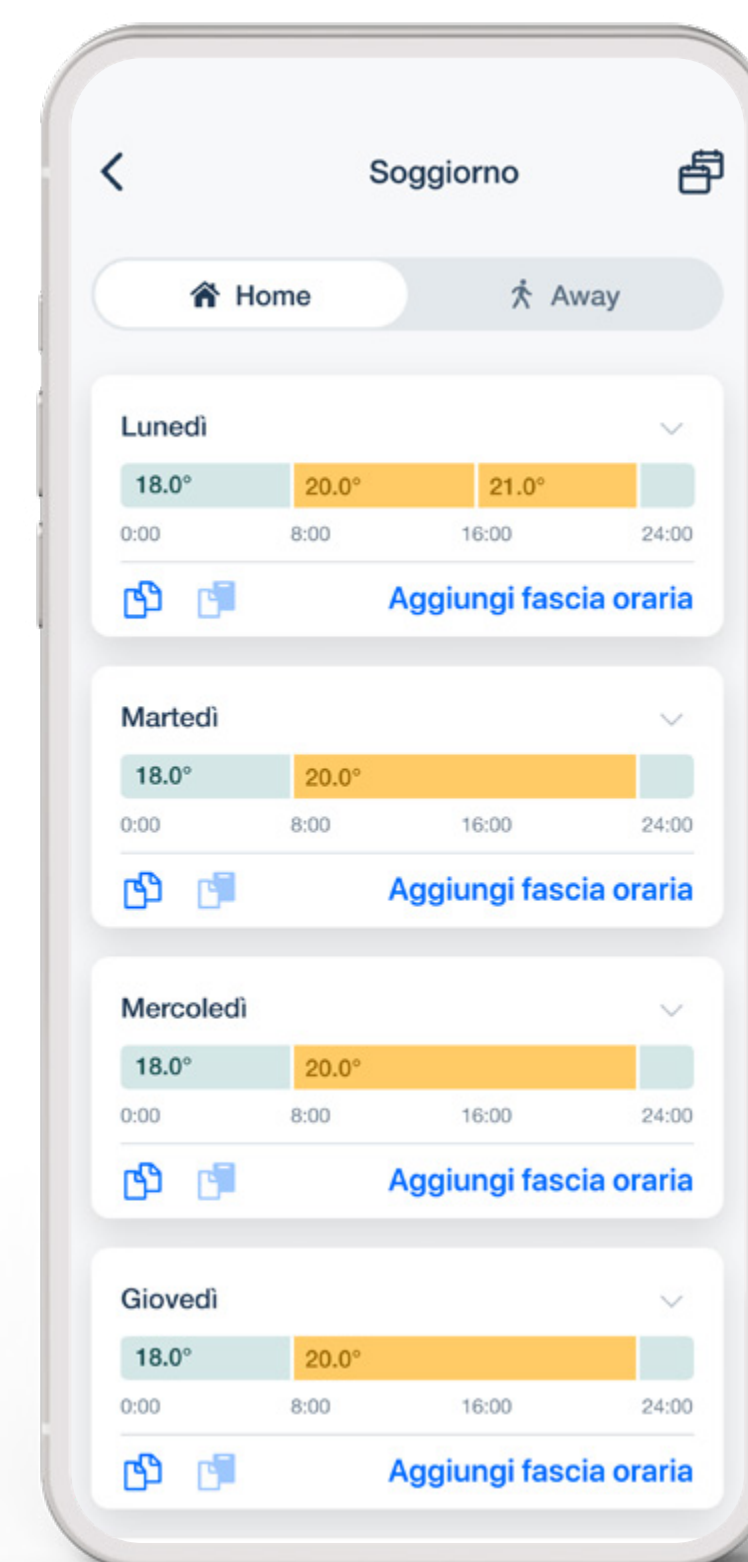 Soggiorno
Home Away
Lunedì
18.0° 20.0° 21.0°
0:00 8:00 16:00 24:00
Aggiungi fascia oraria
Martedì
18.0° 20.0°
0:00 8:00 16:00 24:00
Aggiungi fascia oraria
Mercoledì
18.0° 20.0°
0:00 8:00 16:00 24:00
Aggiungi fascia oraria
Giovedì
18.0° 20.0°
0:00 8:00 16:00 24:00
Aggiungi fascia oraria